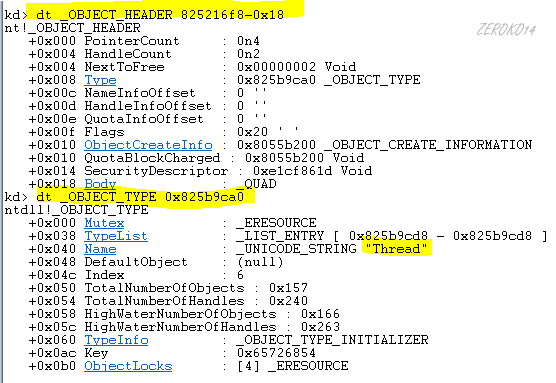 kd> dt _OBJECT_HEADER 825216f8-0x18
ZEROKO14
nt!_OBJECT_HEADER
+0x000 PointerCount : 0n4
+0x004 HandleCount : 0n2
+0x004 NextToFree : 0x00000002 Void
+0x008 Type : 0x825b9ca0 _OBJECT_TYPE
+0x00c NameInfoOffset : 0 ''
+0x00d HandleInfoOffset : 0 ''
+0x00e QuotaInfoOffset : 0 ''
+0x00f Flags : 0x20 ' '
+0x010 ObjectCreateInfo : 0x8055b200 _OBJECT_CREATE_INFORMATION
+0x010 QuotaBlockCharged : 0x8055b200 Void
+0x014 SecurityDescriptor : 0xe1cf861d Void
+0x018 Body : _QUAD
kd> dt _OBJECT_TYPE 0x825b9ca0
ntdll!_OBJECT_TYPE
+0x000 Mutex : _ERESOURCE
+0x038 TypeList : _LIST_ENTRY [ 0x825b9cd8 - 0x825b9cd8 ]
+0x040 Name : _UNICODE_STRING "Thread"
+0x048 DefaultObject : (null)
+0x04c Index : 6
+0x050 TotalNumberOfObjects : 0x157
+0x054 TotalNumberOfHandles : 0x240
+0x058 HighWaterNumberOfObjects : 0x166
+0x05c HighWaterNumberOfHandles : 0x263
+0x060 TypeInfo : _OBJECT_TYPE_INITIALIZER
+0x0ac Key : 0x65726854
+0x0b0 ObjectLocks : [4] _ERESOURCE